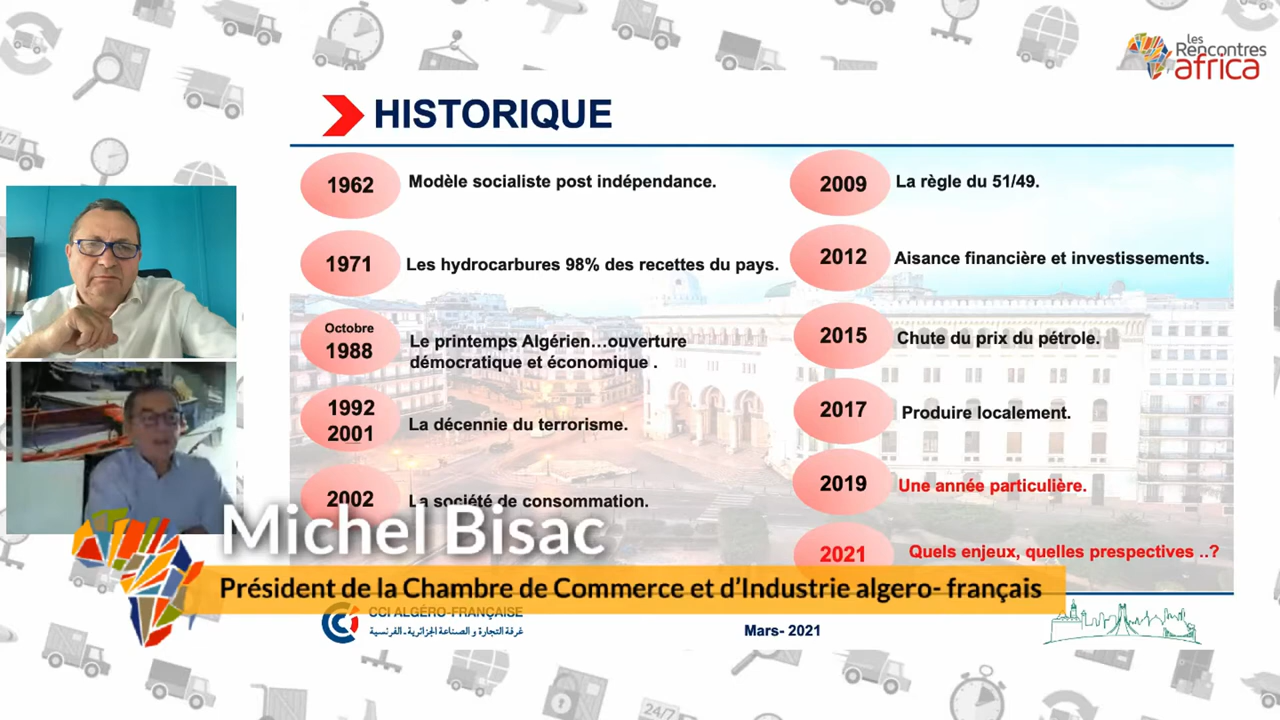 les
Rencontres
africa
HISTORIQUE
1962
Modèle socialiste post indépendance.
1971
Les hydrocarbures 98% des recettes du pays.
Octobre
1988
Le printemps Algérien...ouverture
démocratique et économique .
1992
2001
La décennie du terrorisme.
2002
La société de consommation.
2009
La règle du 51/49.
2012
Aisance financière et investissements.
2015
Chute du prix du pétrole.
2017
Produire localement.
2019
Une année particulière.
2021
Quels enjeux, quelles prespectives ..?
Michel Bisac
Président de la Chambre de Commerce et d'Industrie algero- français
CCI ALGÉRO-FRANÇAISE
غرفة التجارة و الصناعة الجزائرية - الفرنسية
Mars- 2021
24/7
24/7